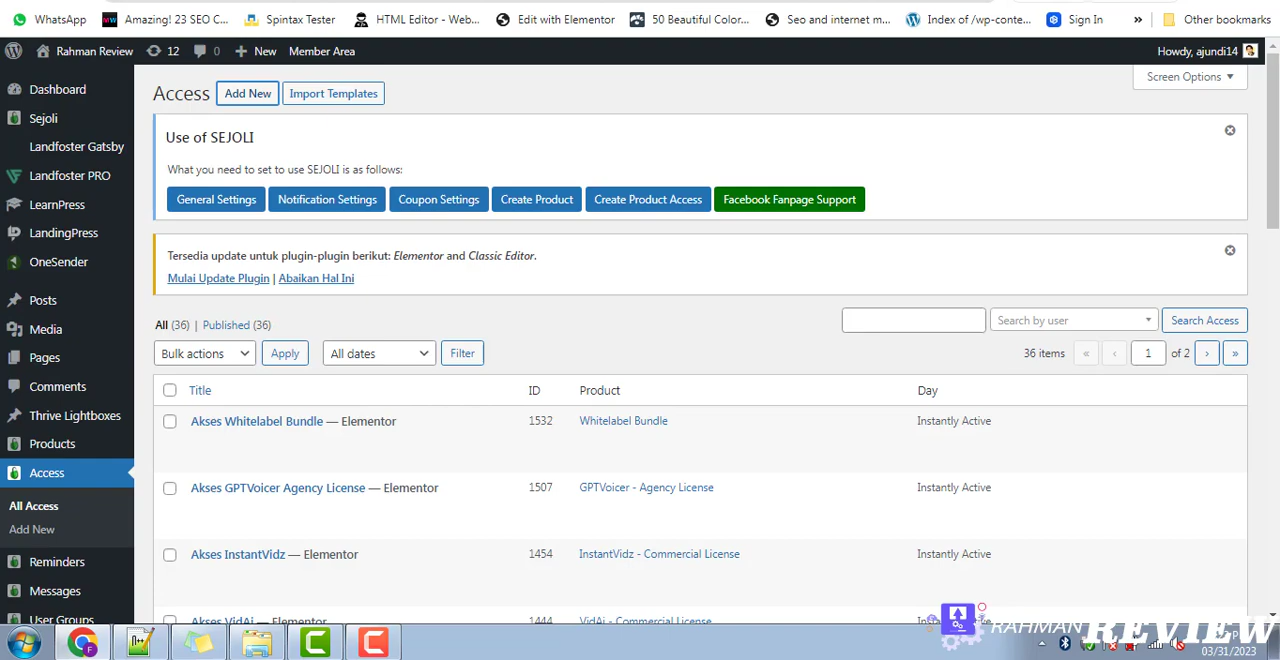 WhatsApp Amazing! 23 SEO C... Spintax Tester HTML Editor - Web... Edit with Elementor 50 Beautiful Color... Seo and internet m... Index of /wp-conte... Sign In » Other bookmarks
Rahman Review 12 0 New Member Area Howdy, ajundi14
Screen Options
Dashboard
Sejoli
Landfoster Gatsby
Landfoster PRO
LearnPress
LandingPress
OneSender
Posts
Media
Pages
Comments
Thrive Lightboxes
Products
Access
All Access
Add New
Reminders
Messages
User Groups
Access Add New Import Templates
Use of SEJOLI
What you need to set to use SEJOLI is as follows:
General Settings Notification Settings Coupon Settings Create Product Create Product Access Facebook Fanpage Support
Tersedia update untuk plugin-plugin berikut: Elementor and Classic Editor.
Mulai Update Plugin | Abaikan Hal Ini
All (36) | Published (36) Search by user Search Access
Bulk actions Apply All dates Filter 36 items « ‹ 1 of 2 › »
Title ID Product Day
Akses Whitelabel Bundle — Elementor 1532 Whitelabel Bundle Instantly Active
Akses GPTVoicer Agency License — Elementor 1507 GPTVoicer - Agency License Instantly Active
Akses InstantVidz — Elementor 1454 InstantVidz - Commercial License Instantly Active
Akses VidAi — Elementor 1444 VidAi - Commercial License
RAHMAN REVIEW
03/31/2023